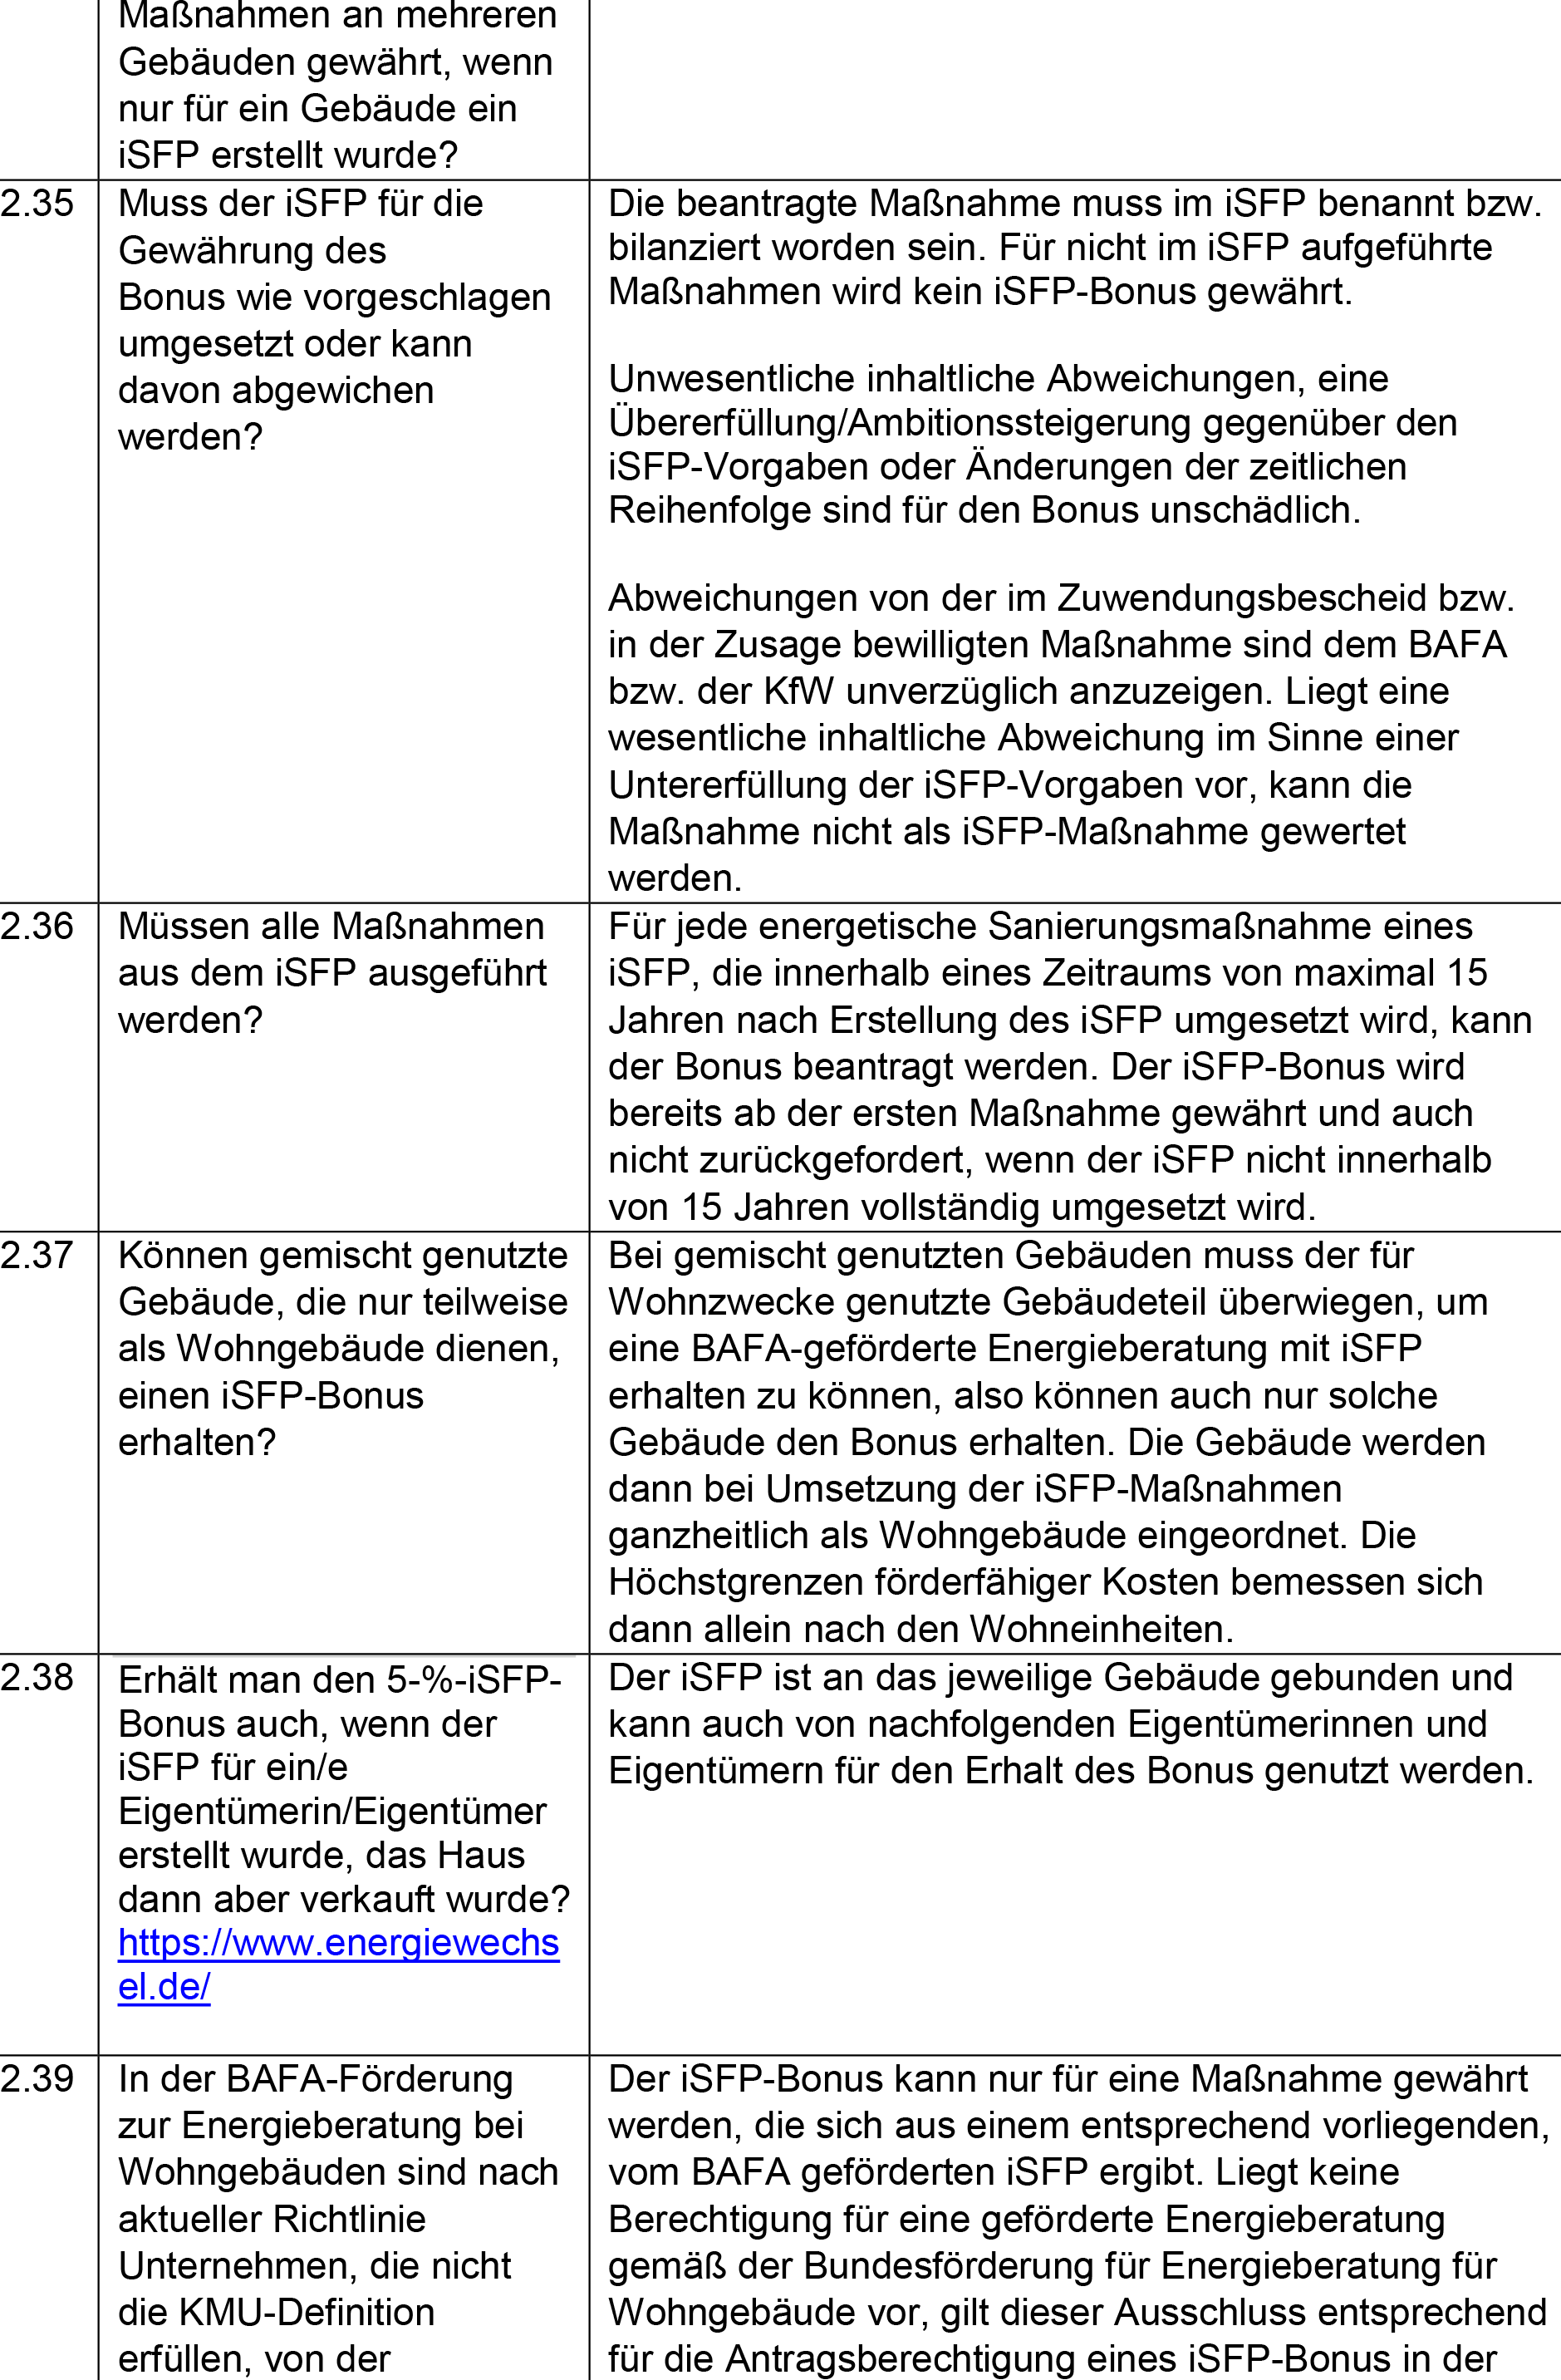 Maßnahmen an mehreren
Gebäuden gewährt, wenn
nur für ein Gebäude ein
iSFP erstellt wurde?
2.35
Muss der iSFP für die
Gewährung des
Bonus wie vorgeschlagen
umgesetzt oder kann
davon abgewichen
werden?
Die beantragte Maßnahme muss im iSFP benannt bzw.
bilanziert worden sein. Für nicht im iSFP aufgeführte
Maßnahmen wird kein iSFP-Bonus gewährt.
Unwesentliche inhaltliche Abweichungen, eine
Übererfüllung/Ambitionssteigerung gegenüber den
iSFP-Vorgaben oder Änderungen der zeitlichen
Reihenfolge sind für den Bonus unschädlich.
Abweichungen von der im Zuwendungsbescheid bzw.
in der Zusage bewilligten Maßnahme sind dem BAFA
bzw. der KfW unverzüglich anzuzeigen. Liegt eine
wesentliche inhaltliche Abweichung im Sinne einer
Untererfüllung der iSFP-Vorgaben vor, kann die
Maßnahme nicht als iSFP-Maßnahme gewertet
werden.
2.36
Müssen alle Maßnahmen
aus dem iSFP ausgeführt
werden?
Für jede energetische Sanierungsmaßnahme eines
iSFP, die innerhalb eines Zeitraums von maximal 15
Jahren nach Erstellung des iSFP umgesetzt wird, kann
der Bonus beantragt werden. Der iSFP-Bonus wird
bereits ab der ersten Maßnahme gewährt und auch
nicht zurückgefordert, wenn der iSFP nicht innerhalb
von 15 Jahren vollständig umgesetzt wird.
2.37
Können gemischt genutzte
Gebäude, die nur teilweise
als Wohngebäude dienen,
einen iSFP-Bonus
erhalten?
Bei gemischt genutzten Gebäuden muss der für
Wohnzwecke genutzte Gebäudeteil überwiegen, um
eine BAFA-geförderte Energieberatung mit iSFP
erhalten zu können, also können auch nur solche
Gebäude den Bonus erhalten. Die Gebäude werden
dann bei Umsetzung der iSFP-Maßnahmen
ganzheitlich als Wohngebäude eingeordnet. Die
Höchstgrenzen förderfähiger Kosten bemessen sich
dann allein nach den Wohneinheiten.
2.38
Erhält man den 5-%-iSFP-
Bonus auch, wenn der
iSFP für ein/e
Eigentümerin/Eigentümer
erstellt wurde, das Haus
dann aber verkauft wurde?
https://www.energiewechs
el.de/
Der iSFP ist an das jeweilige Gebäude gebunden und
kann auch von nachfolgenden Eigentümerinnen und
Eigentümern für den Erhalt des Bonus genutzt werden.
2.39
In der BAFA-Förderung
zur Energieberatung bei
Wohngebäuden sind nach
aktueller Richtlinie
Unternehmen, die nicht
die KMU-Definition
erfüllen, von der
Der iSFP-Bonus kann nur für eine Maßnahme gewährt
werden, die sich aus einem entsprechend vorliegenden,
vom BAFA geförderten iSFP ergibt. Liegt keine
Berechtigung für eine geförderte Energieberatung
gemäß der Bundesförderung für Energieberatung für
Wohngebäude vor, gilt dieser Ausschluss entsprechend
für die Antragsberechtigung eines iSFP-Bonus in der